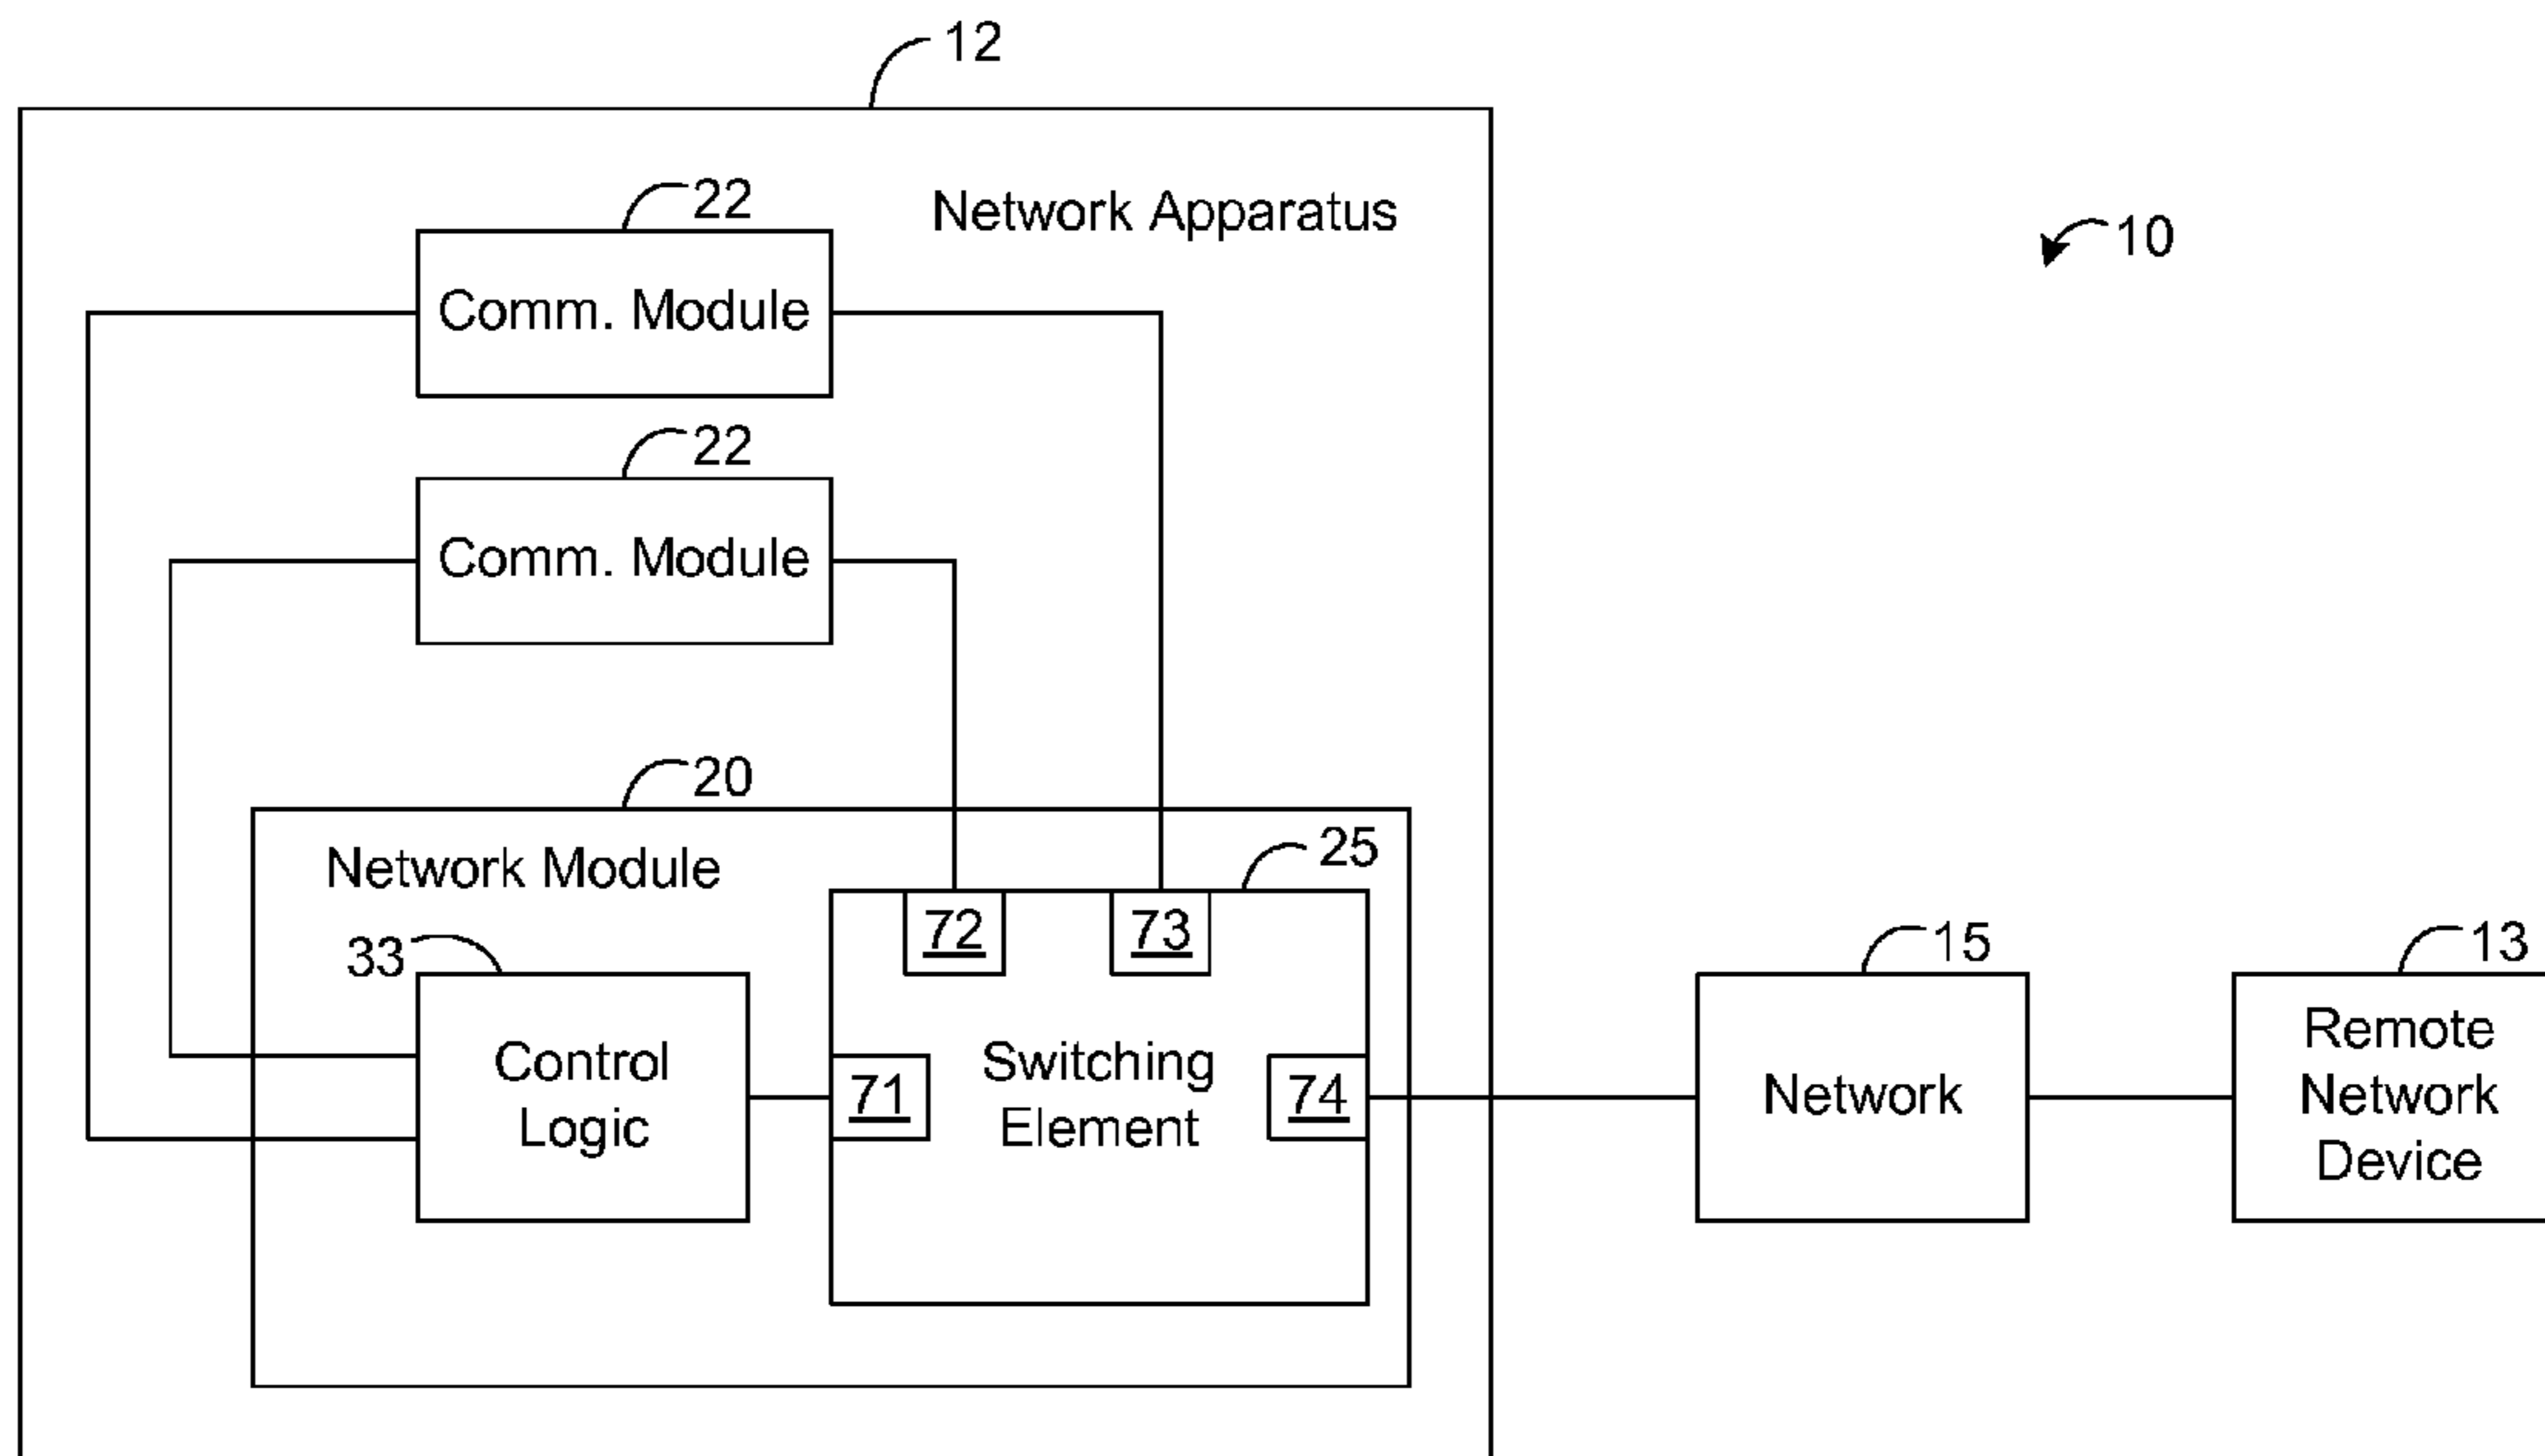 12
22
Network Apparatus
10
Comm. Module
22
Comm. Module
20
25
Network Module
72
73
33
15
13
Control
Logic
71
Switching
Element
74
Network
Remote
Network
Device